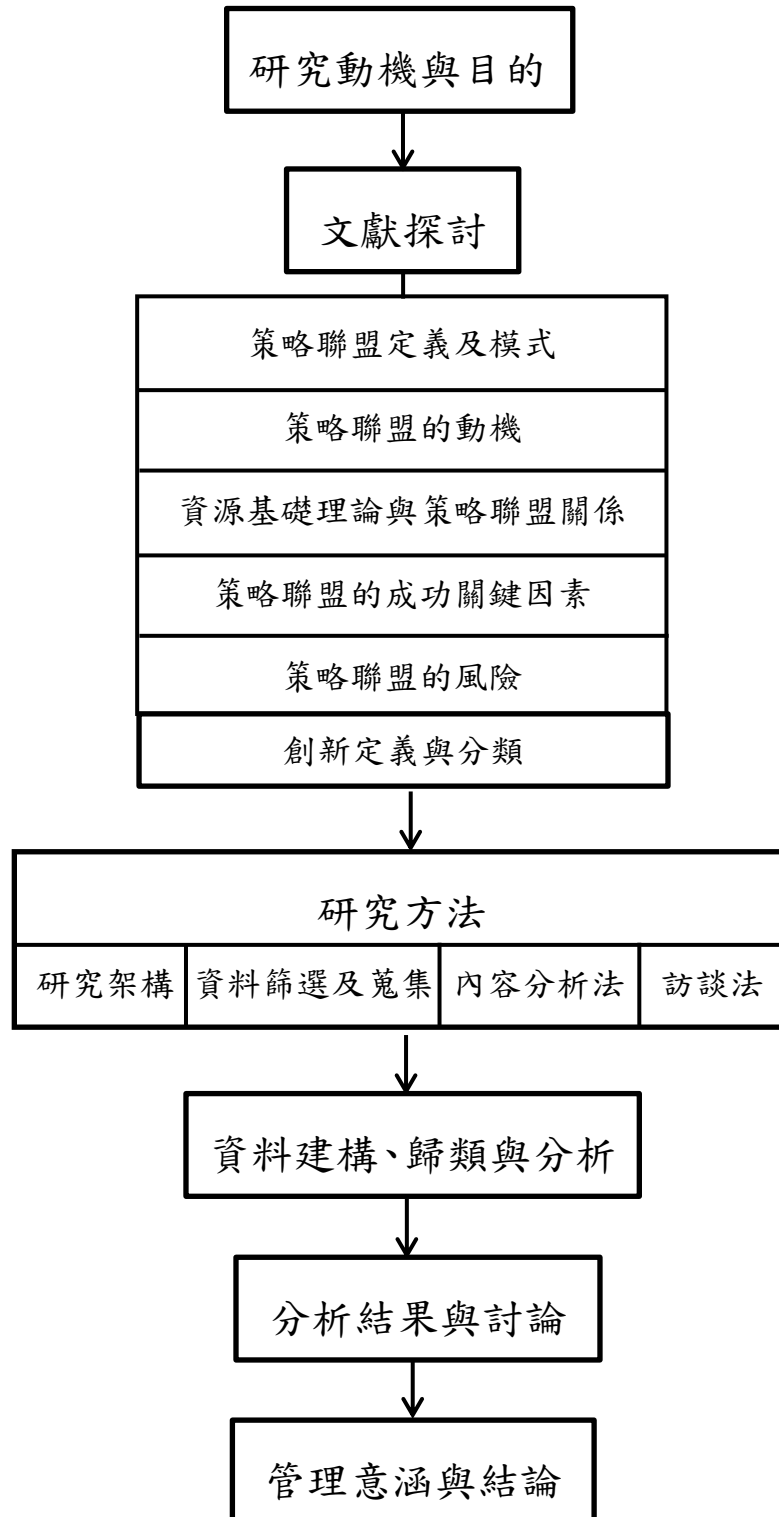 研究動機與目的
文獻探討
策略聯盟定義及模式
策略聯盟的動機
資源基礎理論與策略聯盟關係
策略聯盟的成功關鍵因素
策略聯盟的風險
創新定義與分類
研究方法
研究架構 資料篩選及蒐集 內容分析法 訪談法
資料建構、歸類與分析
分析結果與討論
管理意涵與結論